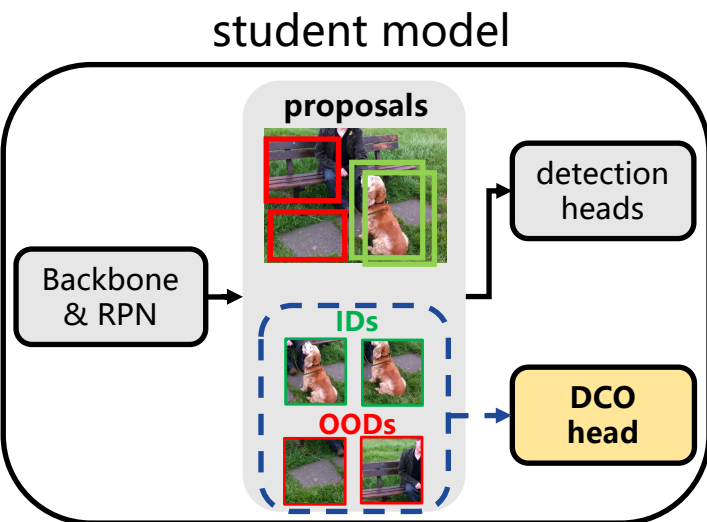 student model
proposals
detection
heads
Backbone
& RPN
IDs
OODs
DCO
head